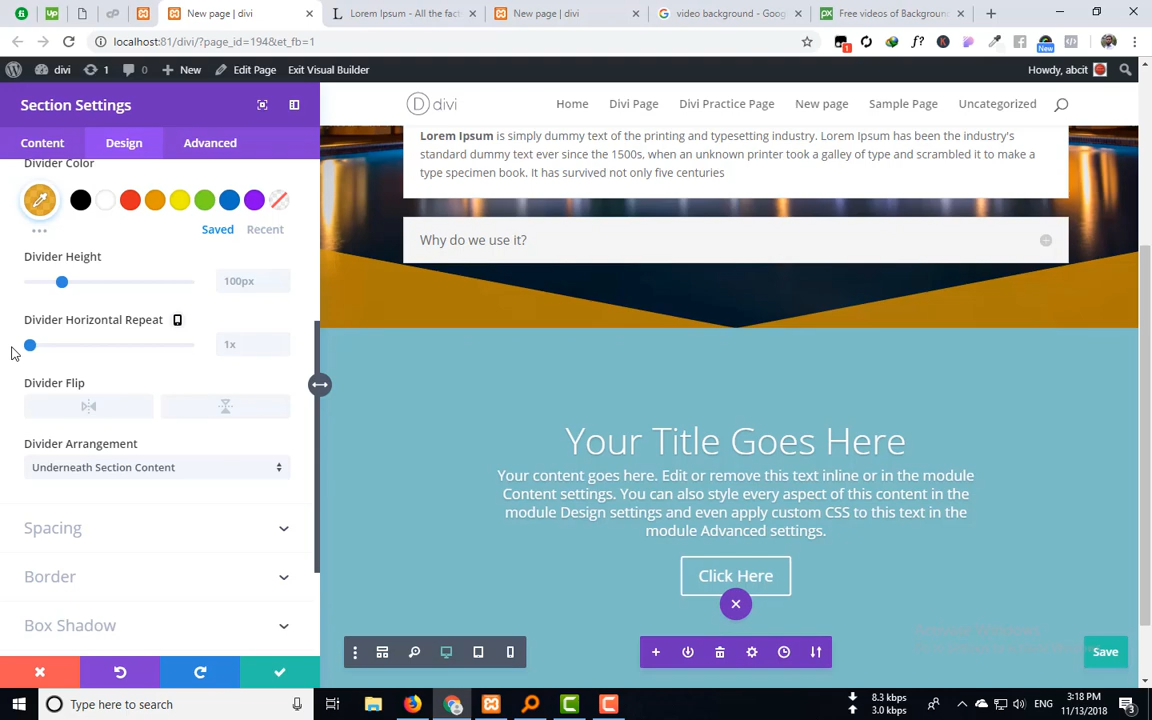 New page | divi
Lorem Ipsum - All the fact
New page | divi
video background - Goog
Free videos of Background
localhost:81/divi/?page_id=194&et_fb=1
New
divi
1
0
New
Edit Page
Exit Visual Builder
Howdy, abcit
Section Settings
Content
Design
Advanced
Divider Color
Saved
Recent
Divider Height
100px
Divider Horizontal Repeat
1x
Divider Flip
Divider Arrangement
Underneath Section Content
Spacing
Border
Box Shadow
divi
Home
Divi Page
Divi Practice Page
New page
Sample Page
Uncategorized
Lorem Ipsum is simply dummy text of the printing and typesetting industry. Lorem Ipsum has been the industry's
standard dummy text ever since the 1500s, when an unknown printer took a galley of type and scrambled it to make a
type specimen book. It has survived not only five centuries
Why do we use it?
Your Title Goes Here
Your content goes here. Edit or remove this text inline or in the module
Content settings. You can also style every aspect of this content in the
module Design settings and even apply custom CSS to this text in the
module Advanced settings.
Click Here
Save
Type here to search
8.3 kbps
3.0 kbps
ENG
3:18 PM
11/13/2018
3